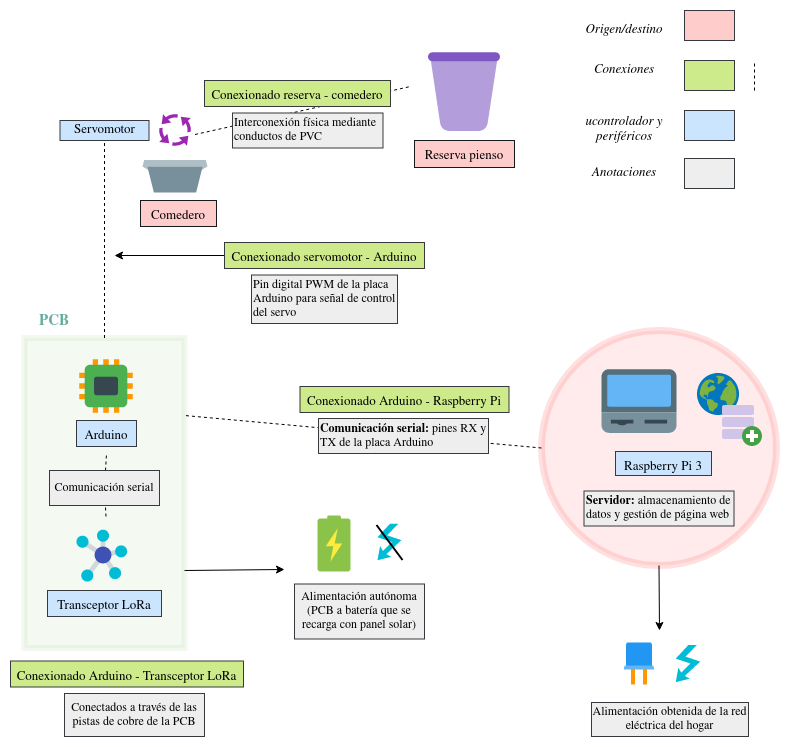 Origen/destino
Conexiones
ucontrolador y
periféricos
Anotaciones
Conexionado reserva - comedero
Interconexión física mediante
conductos de PVC
Servomotor
Reserva pienso
Comedero
Conexionado servomotor - Arduino
Pin digital PWM de la placa
Arduino para señal de control
del servo
PCB
Arduino
Comunicación serial
Transceptor LoRa
Conexionado Arduino - Raspberry Pi
Comunicación serial: pines RX y
TX de la placa Arduino
Raspberry Pi 3
Servidor: almacenamiento de
datos y gestión de página web
Alimentación autónoma
(PCB a batería que se
recarga con panel solar)
Conexionado Arduino - Transceptor LoRa
Conectados a través de las
pistas de cobre de la PCB
Alimentación obtenida de la red
eléctrica del hogar